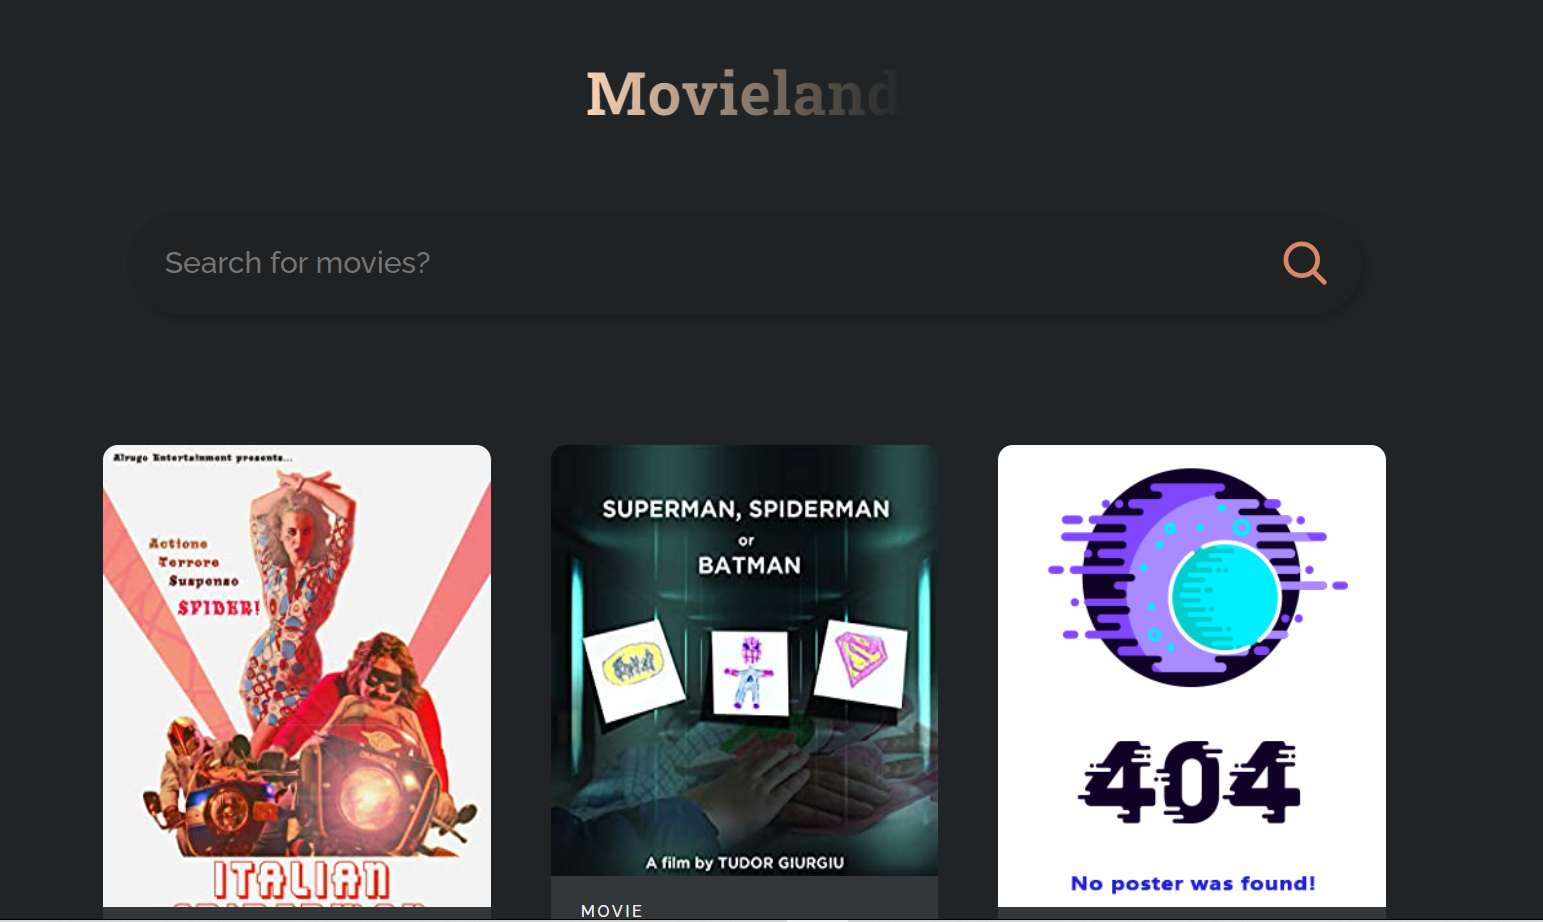 Movieland
Search for movies?
Alrugo Entertainment presents...
Actione
Terrore
Suspenso
SPIDER!
ITALIAN
SUPERMAN, SPIDERMAN
or
BATMAN
A film by TUDOR GIURGIU
MOVIE
404
No poster was found!